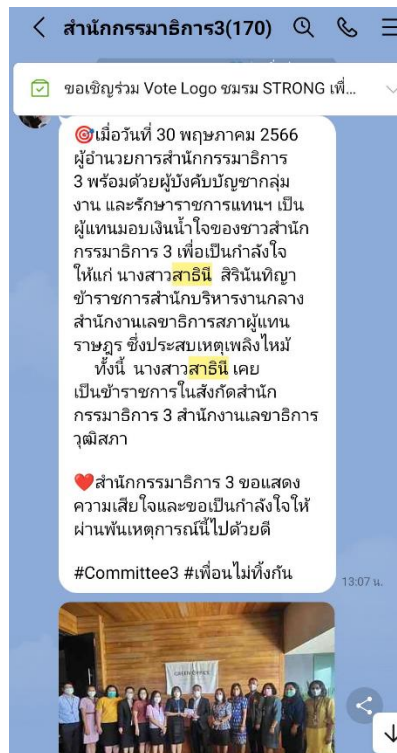 สำนักกรรมาธิการ3(170)
ขอเชิญร่วม Vote Logo ชมรม STRONG เพื่...
🎯เมื่อวันที่ 30 พฤษภาคม 2566
ผู้อำนวยการสำนักกรรมาธิการ
3 พร้อมด้วยผู้บังคับบัญชากลุ่ม
งาน และรักษาราชการแทนฯ เป็น
ผู้แทนมอบเงินน้ำใจของชาวสำนัก
กรรมาธิการ 3 เพื่อเป็นกำลังใจ
ให้แก่ นางสาวสาธินี สิรินันทิญา
ข้าราชการสำนักบริหารงานกลาง
สำนักงานเลขาธิการสภาผู้แทน
ราษฎร ซึ่งประสบเหตุเพลิงไหม้
ทั้งนี้ นางสาวสาธินี เคย
เป็นข้าราชการในสังกัดสำนัก
กรรมาธิการ 3 สำนักงานเลขาธิการ
วุฒิสภา
❤️สำนักกรรมาธิการ 3 ขอแสดง
ความเสียใจและขอเป็นกำลังใจให้
ผ่านพ้นเหตุการณ์นี้ไปด้วยดี
#Committee3 #เพื่อนไม่ทิ้งกัน
13:07 น.
GREEN OFFICE